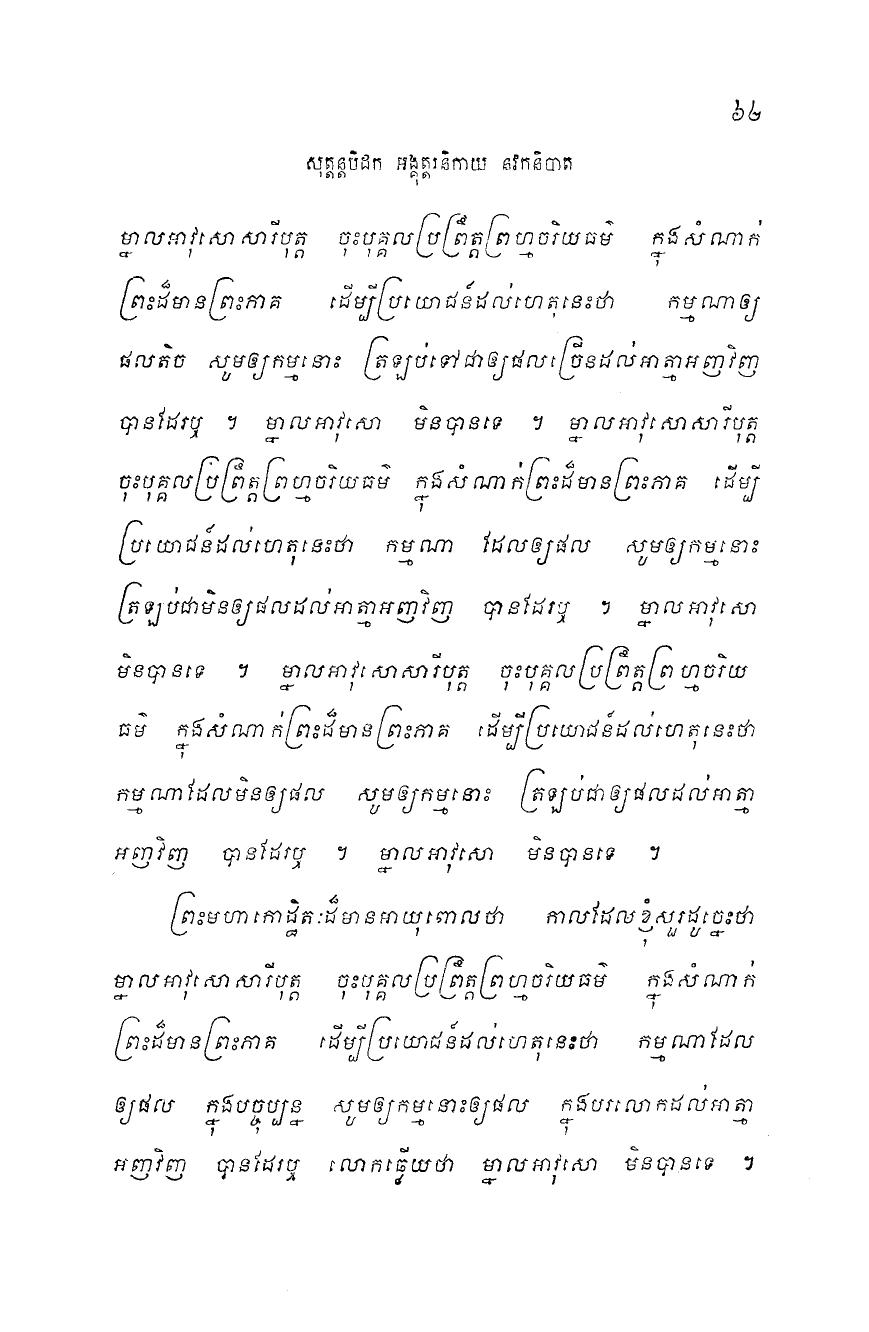 ៦៤
សុត្តន្តបិដក អង្គុត្តរនិកាយ នវកនិបាត
ម្នាលអាវុសោសារីបុត្ត ចុះបុគ្គលប្រព្រឹត្តព្រហ្មចរិយធម៌ ក្នុងសំណាក់
ព្រះដ៏មានព្រះភាគ ដើម្បីប្រយោជន៍ដល់ហេតុនេះថា កម្មណាឲ្យ
ផលតិច សូមឲ្យកម្មនោះ ត្រឡប់ទៅជាឲ្យផលច្រើនដល់អាត្មាអញវិញ
បានដែរឬ ។ ម្នាលអាវុសោ មិនបានទេ ។ ម្នាលអាវុសោសារីបុត្ត
ចុះបុគ្គលប្រព្រឹត្តព្រហ្មចរិយធម៌ ក្នុងសំណាក់ព្រះដ៏មានព្រះភាគ ដើម្បី
ប្រយោជន៍ដល់ហេតុនេះថា កម្មណា ដែលឲ្យផល សូមឲ្យកម្មនោះ
ត្រឡប់ជាមិនឲ្យផលដល់អាត្មាអញវិញ បានដែរឬ ។ ម្នាលអាវុសោ
មិនបានទេ ។ ម្នាលអាវុសោសារីបុត្ត ចុះបុគ្គលប្រព្រឹត្តព្រហ្មចរិយ
ធម៌ ក្នុងសំណាក់ព្រះដ៏មានព្រះភាគ ដើម្បីប្រយោជន៍ដល់ហេតុនេះថា
កម្មណាដែលមិនឲ្យផល សូមឲ្យកម្មនោះ ត្រឡប់ជាឲ្យផលដល់អាត្មា
អញវិញ បានដែរឬ ។ ម្នាលអាវុសោ មិនបានទេ ។
ព្រះមហាកោដ្ឋិតៈដ៏មានអាយុពោលថា កាលដែលខ្ញុំសួរដូច្នេះថា
ម្នាលអាវុសោសារីបុត្ត ចុះបុគ្គលប្រព្រឹត្តព្រហ្មចរិយធម៌ ក្នុងសំណាក់
ព្រះដ៏មានព្រះភាគ ដើម្បីប្រយោជន៍ដល់ហេតុនេះថា កម្មណាដែល
ឲ្យផល ក្នុងបច្ចុប្បន្ន សូមឲ្យកម្មនោះឲ្យផល ក្នុងបរលោកដល់អាត្មា
អញវិញ បានដែរឬ លោកឆ្លើយថា ម្នាលអាវុសោ មិនបានទេ ។